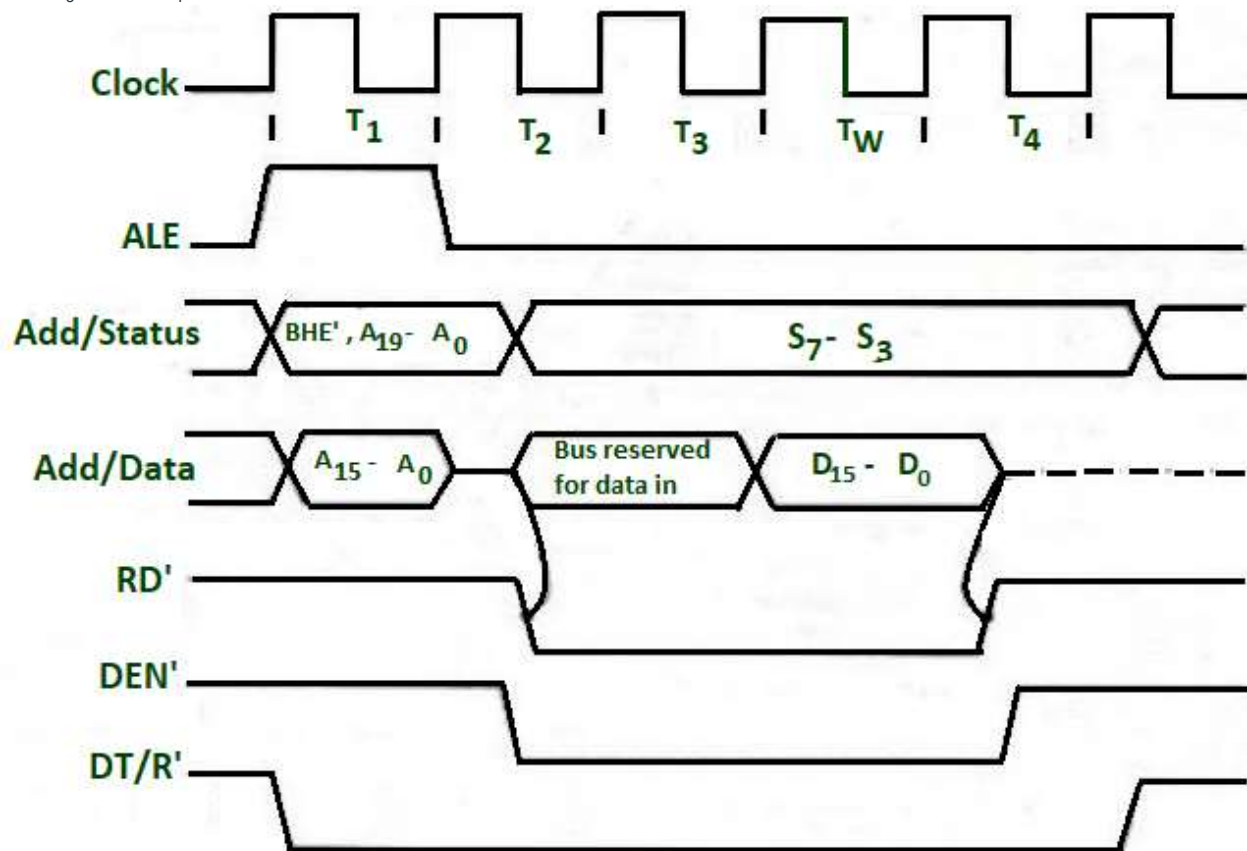 Clock
T1 T2 T3 TW T4
ALE
Add/Status BHE', A19- A0 S7- S3
Add/Data A15- A0 Bus reserved D15- D0
for data in
RD'
DEN'
DT/R'